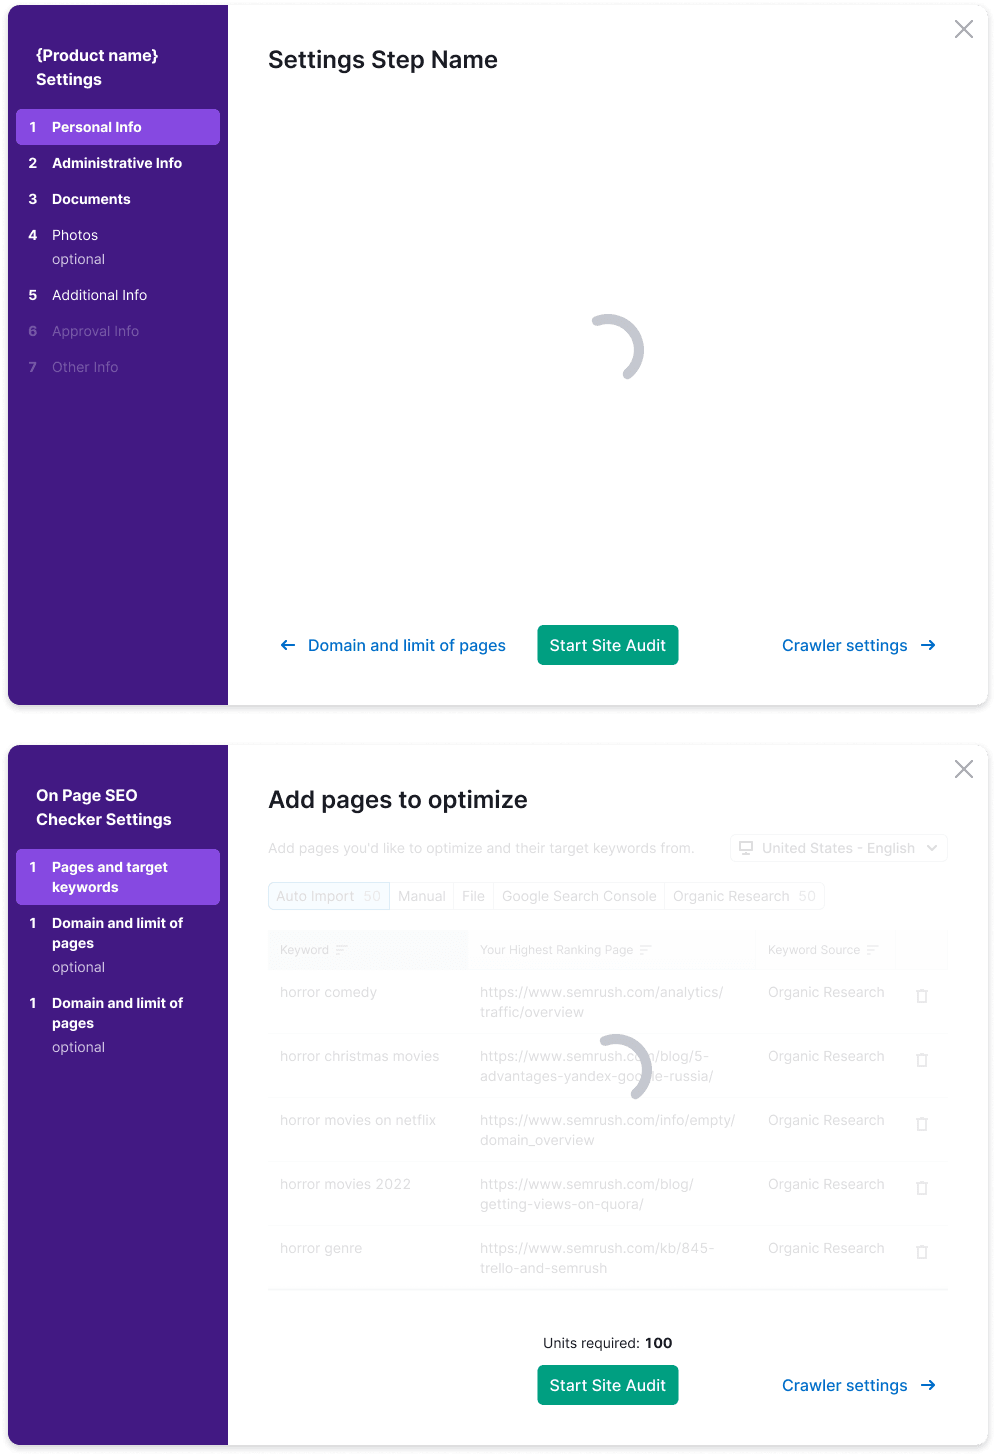 {Product name}
Settings
1 Personal Info
2 Administrative Info
3 Documents
4 Photos
optional
5 Additional Info
6 Approval Info
7 Other Info
Settings Step Name
Domain and limit of pages
Start Site Audit
Crawler settings
On Page SEO
Checker Settings
1 Pages and target
keywords
1 Domain and limit of
pages
optional
1 Domain and limit of
pages
optional
Add pages to optimize
Add pages you'd like to optimize and their target keywords from.
United States - English
Auto Import 50 Manual File Google Search Console Organic Research 50
Keyword Your Highest Ranking Page Keyword Source
horror comedy https://www.semrush.com/analytics/ Organic Research
traffic/overview
horror christmas movies https://www.semrush.com/blog/5- Organic Research
advantages-yandex-google-russia/
horror movies on netflix https://www.semrush.com/info/empty/ Organic Research
domain_overview
horror movies 2022 https://www.semrush.com/blog/ Organic Research
getting-views-on-quora/
horror genre https://www.semrush.com/kb/845- Organic Research
trello-and-semrush
Units required: 100
Start Site Audit
Crawler settings